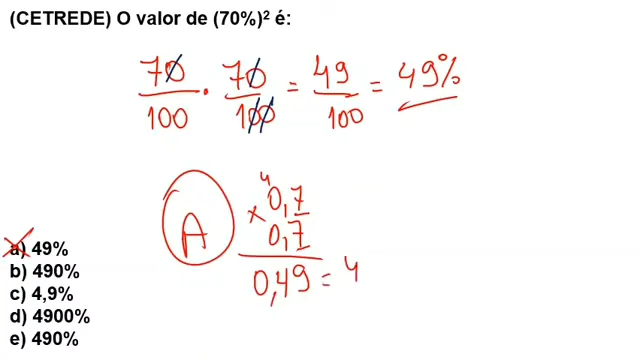 (CETREDE) O valor de (70%)² é:
70/100 · 70/100 = 49/100 = 49%
4
0,7
× 0,7
A
0,49 = 4
a) 49%
b) 490%
c) 4,9%
d) 4900%
e) 490%